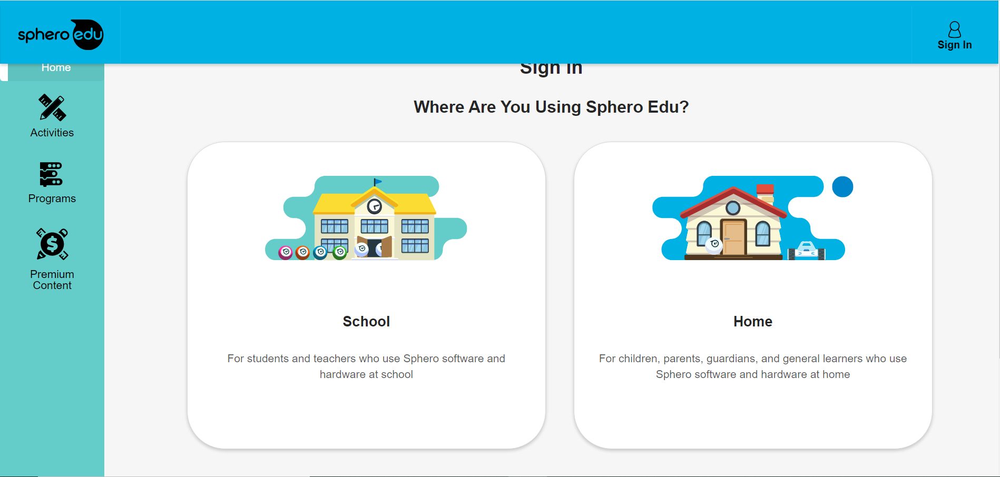 sphero edu
Sign In
Home
Activities
Programs
Premium
Content
Sign In
Where Are You Using Sphero Edu?
School
For students and teachers who use Sphero software and
hardware at school
Home
For children, parents, guardians, and general learners who use
Sphero software and hardware at home